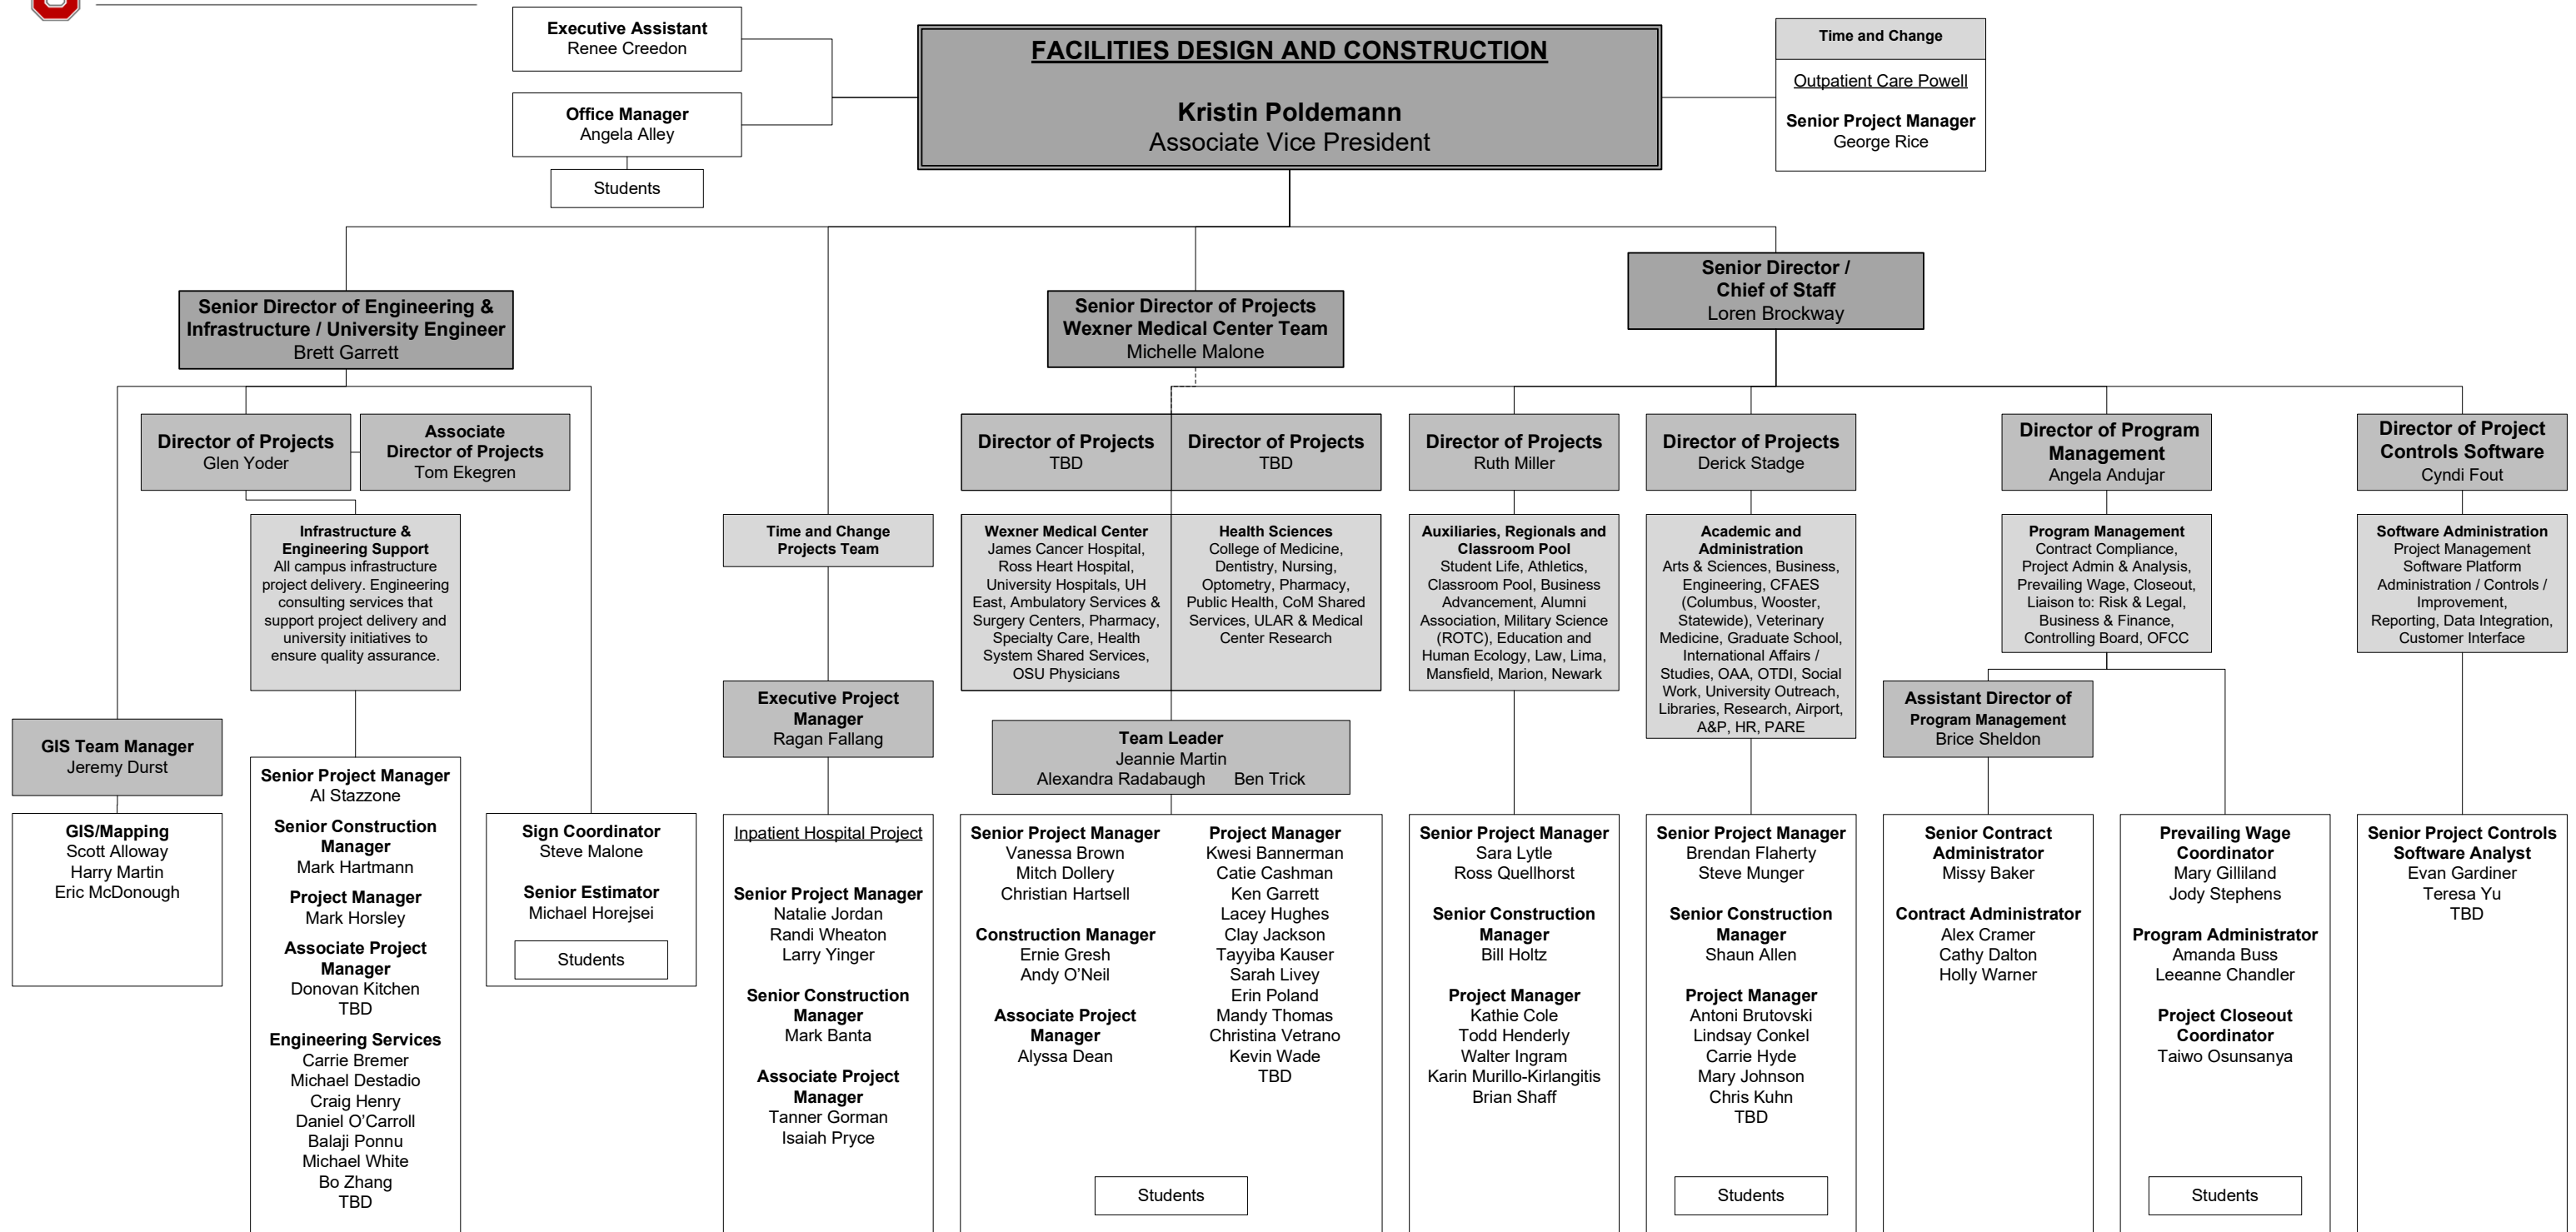 Executive Assistant
Renee Creedon
Office Manager
Angela Alley
Students
FACILITIES DESIGN AND CONSTRUCTION
Kristin Poldemann
Associate Vice President
Time and Change
Outpatient Care Powell
Senior Project Manager
George Rice
Senior Director of Engineering &
Infrastructure / University Engineer
Brett Garrett
Senior Director of Projects
Wexner Medical Center Team
Michelle Malone
Senior Director /
Chief of Staff
Loren Brockway
Director of Projects
Glen Yoder
Associate
Director of Projects
Tom Ekegren
Director of Projects
TBD
Director of Projects
TBD
Director of Projects
Ruth Miller
Director of Projects
Derick Stadge
Director of Program
Management
Angela Andujar
Director of Project
Controls Software
Cyndi Fout
Infrastructure &
Engineering Support
All campus infrastructure
project delivery. Engineering
consulting services that
support project delivery and
university initiatives to
ensure quality assurance.
Time and Change
Projects Team
Wexner Medical Center
James Cancer Hospital,
Ross Heart Hospital,
University Hospitals, UH
East, Ambulatory Services &
Surgery Centers, Pharmacy,
Specialty Care, Health
System Shared Services,
OSU Physicians
Health Sciences
College of Medicine,
Dentistry, Nursing,
Optometry, Pharmacy,
Public Health, CoM Shared
Services, ULAR & Medical
Center Research
Auxiliaries, Regionals and
Classroom Pool
Student Life, Athletics,
Classroom Pool, Business
Advancement, Alumni
Association, Military Science
(ROTC), Education and
Human Ecology, Law, Lima,
Mansfield, Marion, Newark
Academic and
Administration
Arts & Sciences, Business,
Engineering, CFAES
(Columbus, Wooster,
Statewide), Veterinary
Medicine, Graduate School,
International Affairs /
Studies, OAA, OTDI, Social
Work, University Outreach,
Libraries, Research, Airport,
A&P, HR, PARE
Program Management
Contract Compliance,
Project Admin & Analysis,
Prevailing Wage, Closeout,
Liaison to: Risk & Legal,
Business & Finance,
Controlling Board, OFCC
Software Administration
Project Management
Software Platform
Administration / Controls /
Improvement,
Reporting, Data Integration,
Customer Interface
GIS Team Manager
Jeremy Durst
Executive Project
Manager
Ragan Fallang
Team Leader
Jeannie Martin
Alexandra Radabaugh Ben Trick
Assistant Director of
Program Management
Brice Sheldon
GIS/Mapping
Scott Alloway
Harry Martin
Eric McDonough
Senior Project Manager
Al Stazzone
Senior Construction
Manager
Mark Hartmann
Project Manager
Mark Horsley
Associate Project
Manager
Donovan Kitchen
TBD
Engineering Services
Carrie Bremer
Michael Destadio
Craig Henry
Daniel O'Carroll
Balaji Ponnu
Michael White
Bo Zhang
TBD
Sign Coordinator
Steve Malone
Senior Estimator
Michael Horejsei
Students
Inpatient Hospital Project
Senior Project Manager
Natalie Jordan
Randi Wheaton
Larry Yinger
Senior Construction
Manager
Mark Banta
Associate Project
Manager
Tanner Gorman
Isaiah Pryce
Senior Project Manager
Vanessa Brown
Mitch Dollery
Christian Hartsell
Construction Manager
Ernie Gresh
Andy O'Neil
Associate Project
Manager
Alyssa Dean
Project Manager
Kwesi Bannerman
Catie Cashman
Ken Garrett
Lacey Hughes
Clay Jackson
Tayyiba Kauser
Sarah Livey
Erin Poland
Mandy Thomas
Christina Vetrano
Kevin Wade
TBD
Students
Senior Project Manager
Sara Lytle
Ross Quellhorst
Senior Construction
Manager
Bill Holtz
Project Manager
Kathie Cole
Todd Henderly
Walter Ingram
Karin Murillo-Kirlangitis
Brian Shaff
Senior Project Manager
Brendan Flaherty
Steve Munger
Senior Construction
Manager
Shaun Allen
Project Manager
Antoni Brutovski
Lindsay Conkel
Carrie Hyde
Mary Johnson
Chris Kuhn
TBD
Students
Senior Contract
Administrator
Missy Baker
Contract Administrator
Alex Cramer
Cathy Dalton
Holly Warner
Prevailing Wage
Coordinator
Mary Gilliland
Jody Stephens
Program Administrator
Amanda Buss
Leeanne Chandler
Project Closeout
Coordinator
Taiwo Osunsanya
Students
Senior Project Controls
Software Analyst
Evan Gardiner
Teresa Yu
TBD